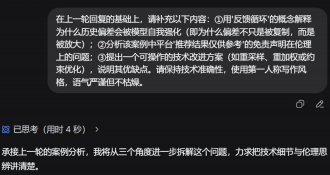 在上一轮回复的基础上，请补充以下内容：①用'反馈循环'的概念解释
为什么历史偏差会被模型自我强化（即为什么偏差不只是被复制，而是
被放大）；②分析该案例中平台'推荐结果仅供参考'的免责声明在伦理
上的问题；③提出一个可操作的技术改进方案（如重采样、重加权或约
束优化），说明其优缺点。请保持技术准确性，使用第一人称写作风
格，语气严谨但不枯燥。
已思考（用时 4 秒）
承接上一轮的案例分析，我将从三个角度进一步拆解这个问题，力求把技术细节与伦理思
辨讲清楚。